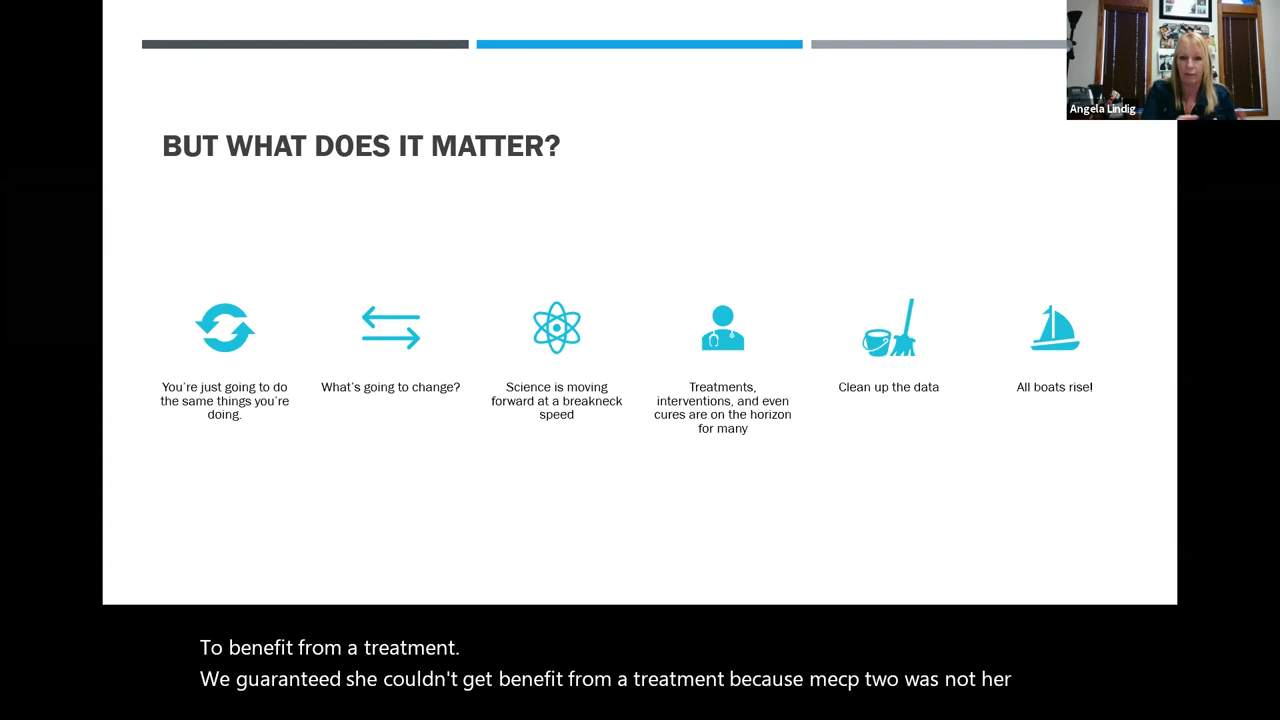 Angela Lindig
BUT WHAT DOES IT MATTER?
You're just going to do
the same things you're
doing.
What's going to change?
Science is moving
forward at a breakneck
speed
Treatments,
interventions, and even
cures are on the horizon
for many
Clean up the data
All boats rise!
To benefit from a treatment.
We guaranteed she couldn't get benefit from a treatment because mecp two was not her